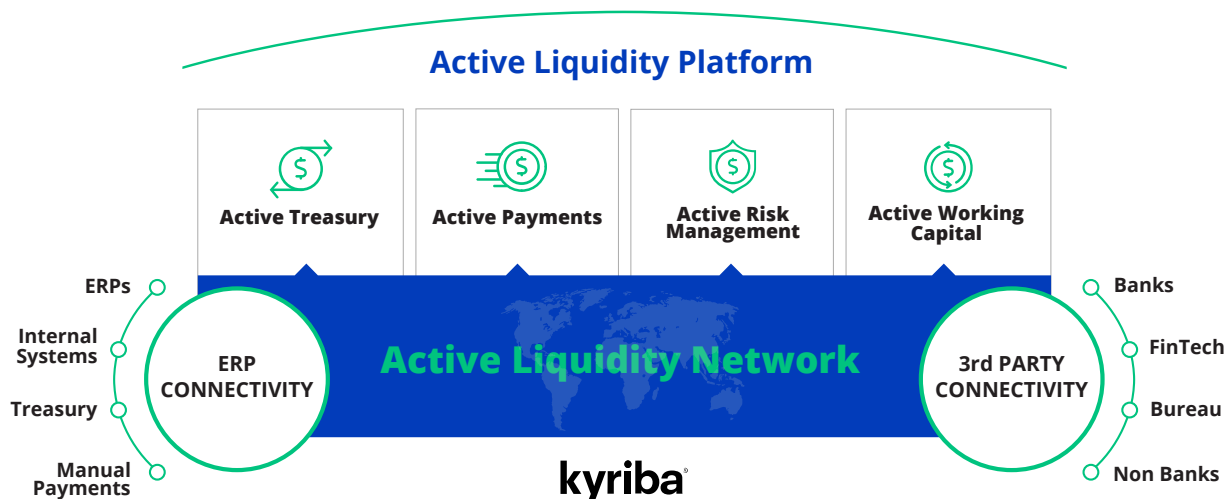 Active Liquidity Platform
Active Treasury
Active Payments
Active Risk
Management
Active Working
Capital
ERPs
Internal
Systems
Treasury
Manual
Payments
ERP
CONNECTIVITY
Active Liquidity Network
3rd PARTY
CONNECTIVITY
Banks
FinTech
Bureau
Non Banks
kyriba